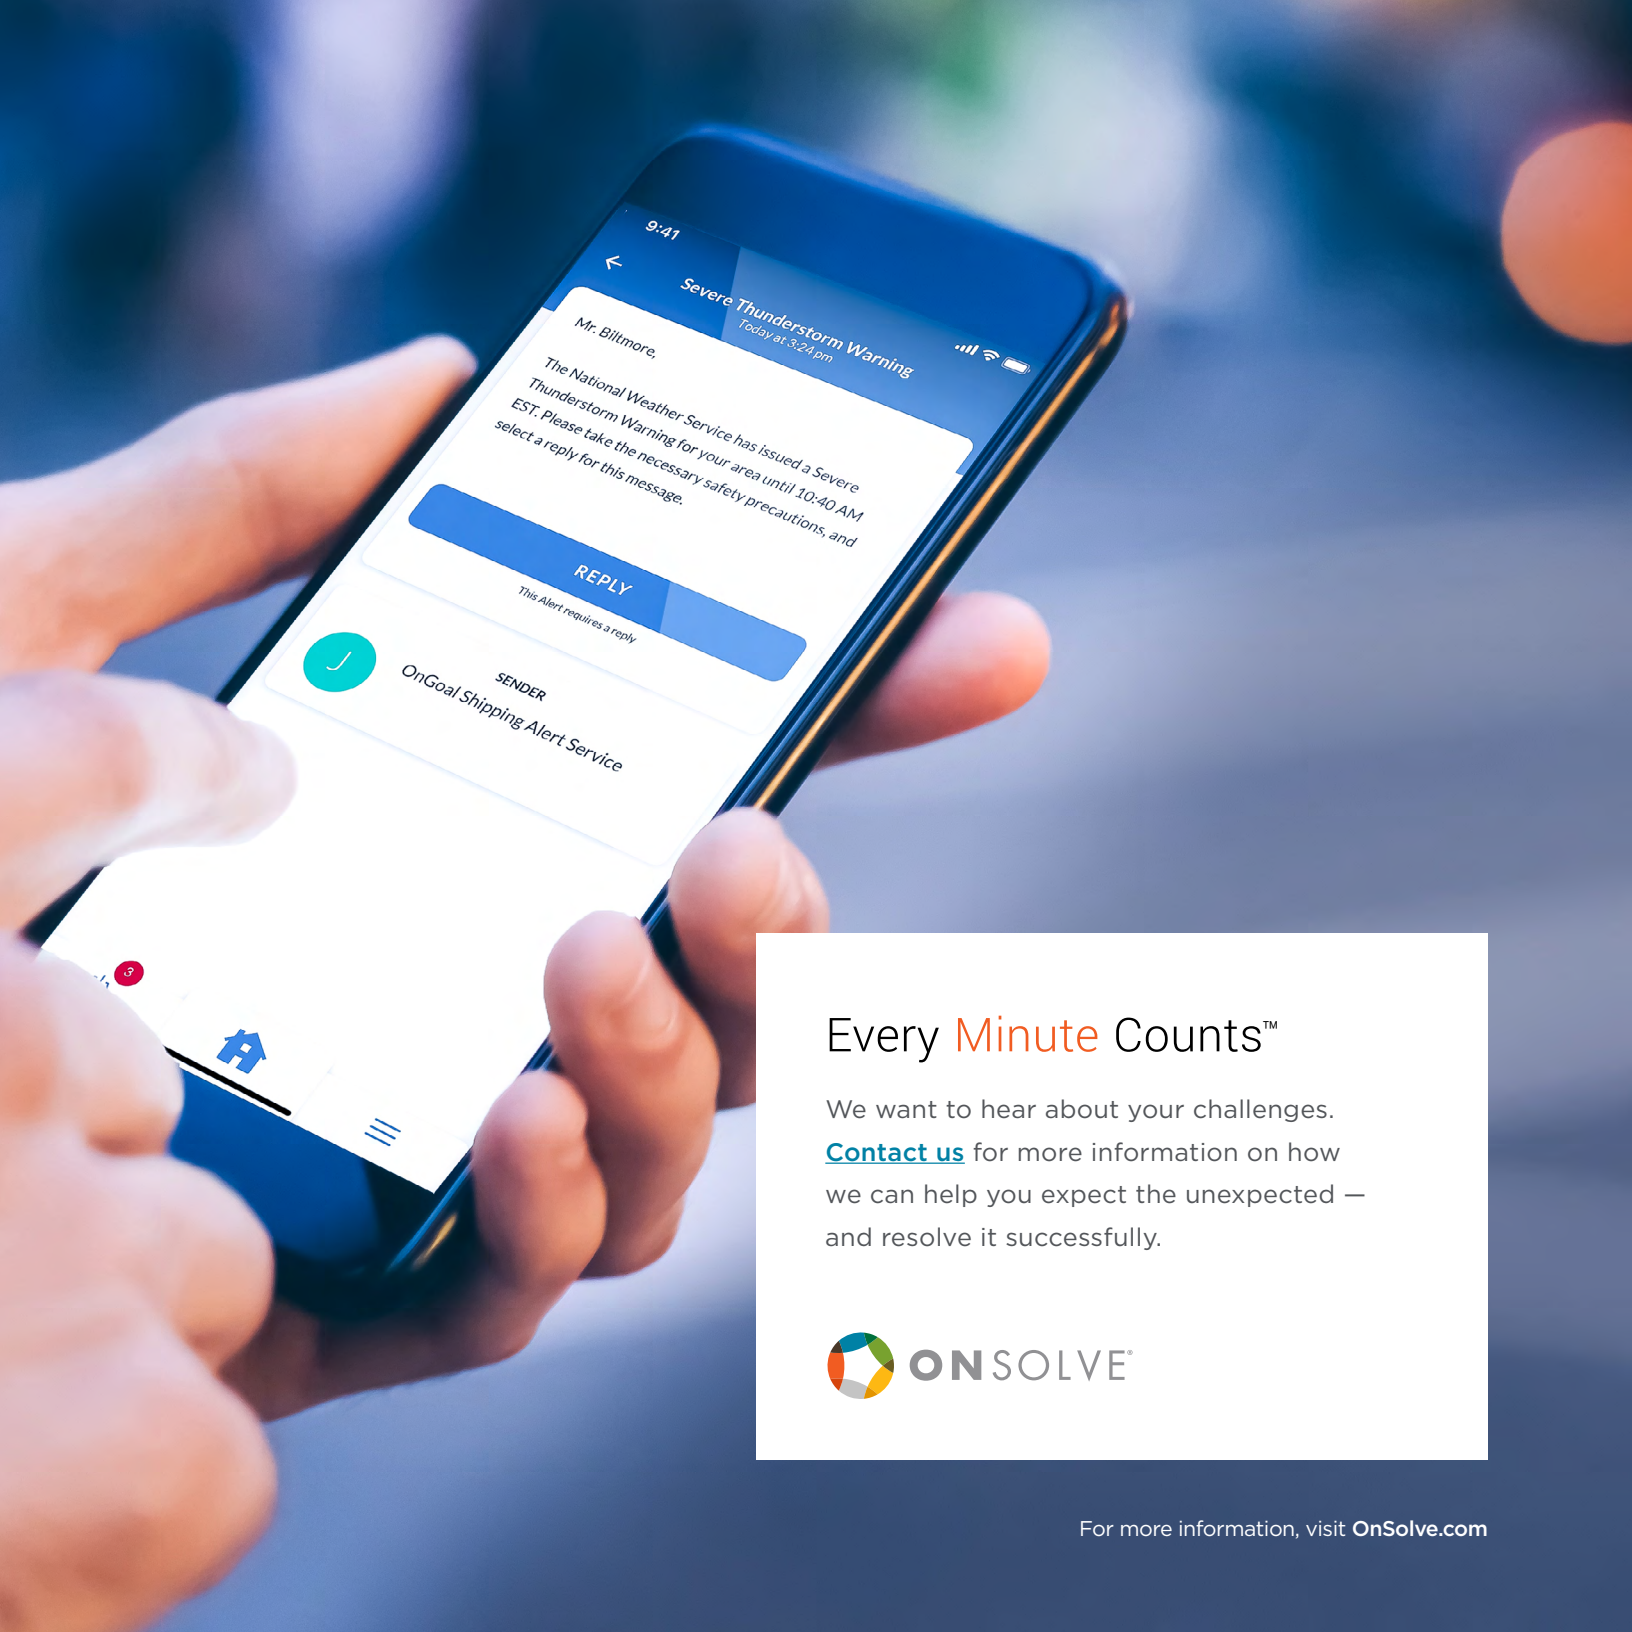 9:41
Severe Thunderstorm Warning
Today at 3:24 pm
Mr. Biltmore,
The National Weather Service has issued a Severe
Thunderstorm Warning for your area until 10:40 AM
EST. Please take the necessary safety precautions, and
select a reply for this message.
REPLY
This Alert requires a reply
J
SENDER
OnGoal Shipping Alert Service
3
Every Minute Counts™
We want to hear about your challenges.
Contact us for more information on how
we can help you expect the unexpected —
and resolve it successfully.
ONSOLVE®
For more information, visit OnSolve.com